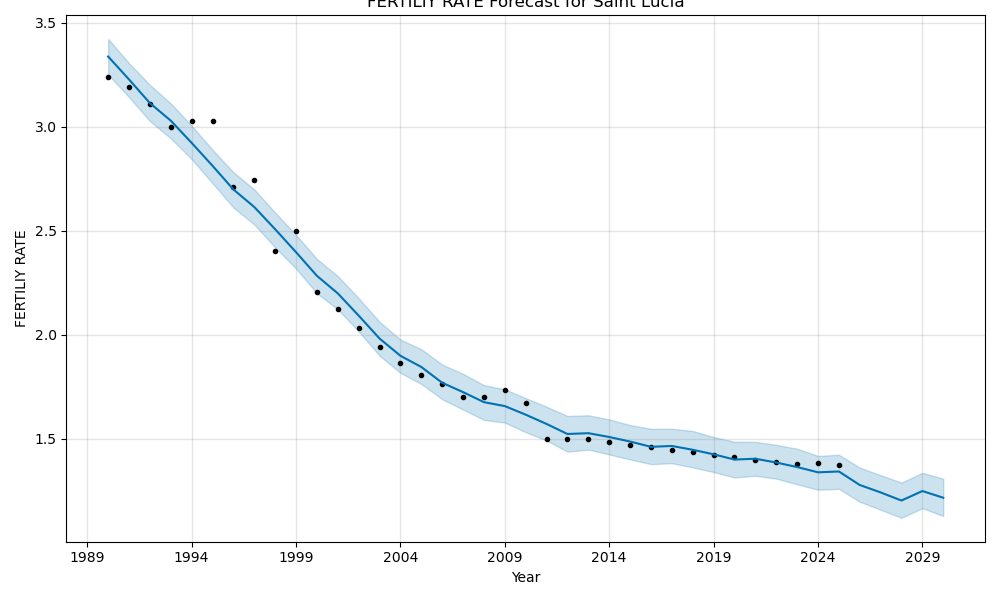 FERTILIY RATE Forecast for Saint Lucia
3.5
3.0
2.5
2.0
1.5
FERTILIY RATE
1989 1994 1999 2004 2009 2014 2019 2024 2029
Year